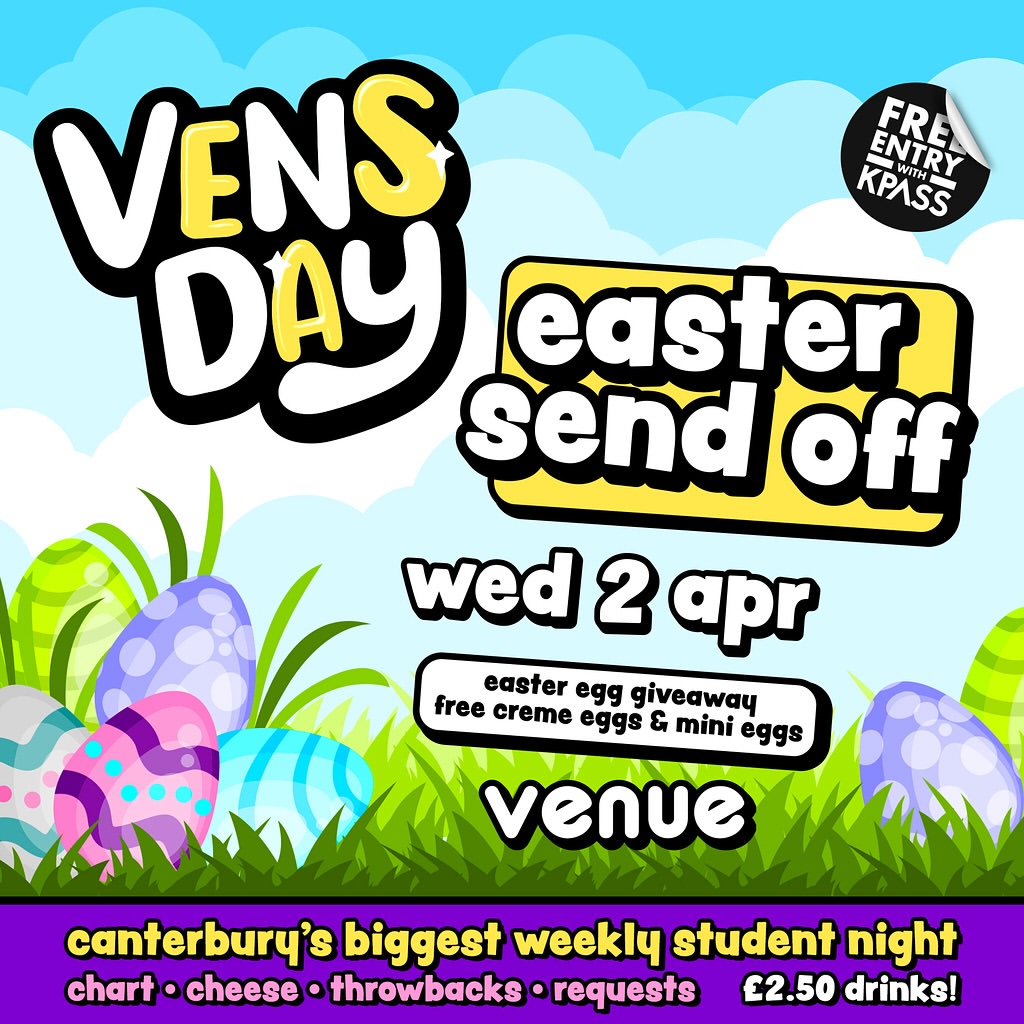 VENS
DAY
FREE
ENTRY
WITH
KPASS
easter
send off
wed 2 apr
easter egg giveaway
free creme eggs & mini eggs
venue
canterbury's biggest weekly student night
chart • cheese • throwbacks • requests £2.50 drinks!